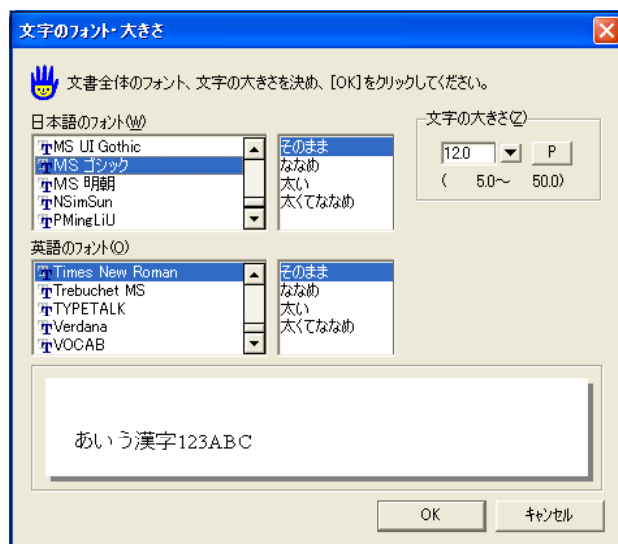 文字のフォント・大きさ
文書全体のフォント、文字の大きさを決め、[OK]をクリックしてください。
日本語のフォント(W)
MS UI Gothic
MS ゴシック
MS 明朝
NSimSun
PMingLiU
そのまま
ななめ
太い
太くてななめ
文字の大きさ(Z)
12.0 P
( 5.0～ 50.0)
英語のフォント(O)
Times New Roman
Trebuchet MS
TYPETALK
Verdana
VOCAB
そのまま
ななめ
太い
太くてななめ
あいう漢字123ABC
OK キャンセル